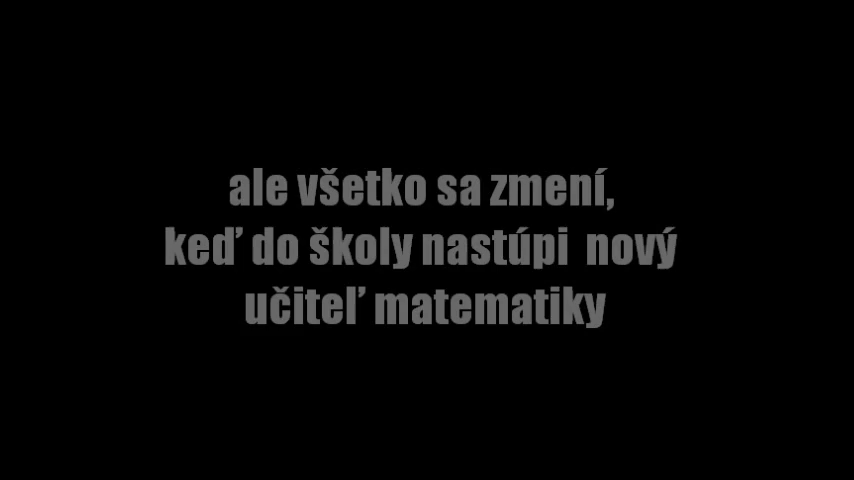 ale všetko sa zmení,
keď do školy nastúpi  nový
učiteľ matematiky